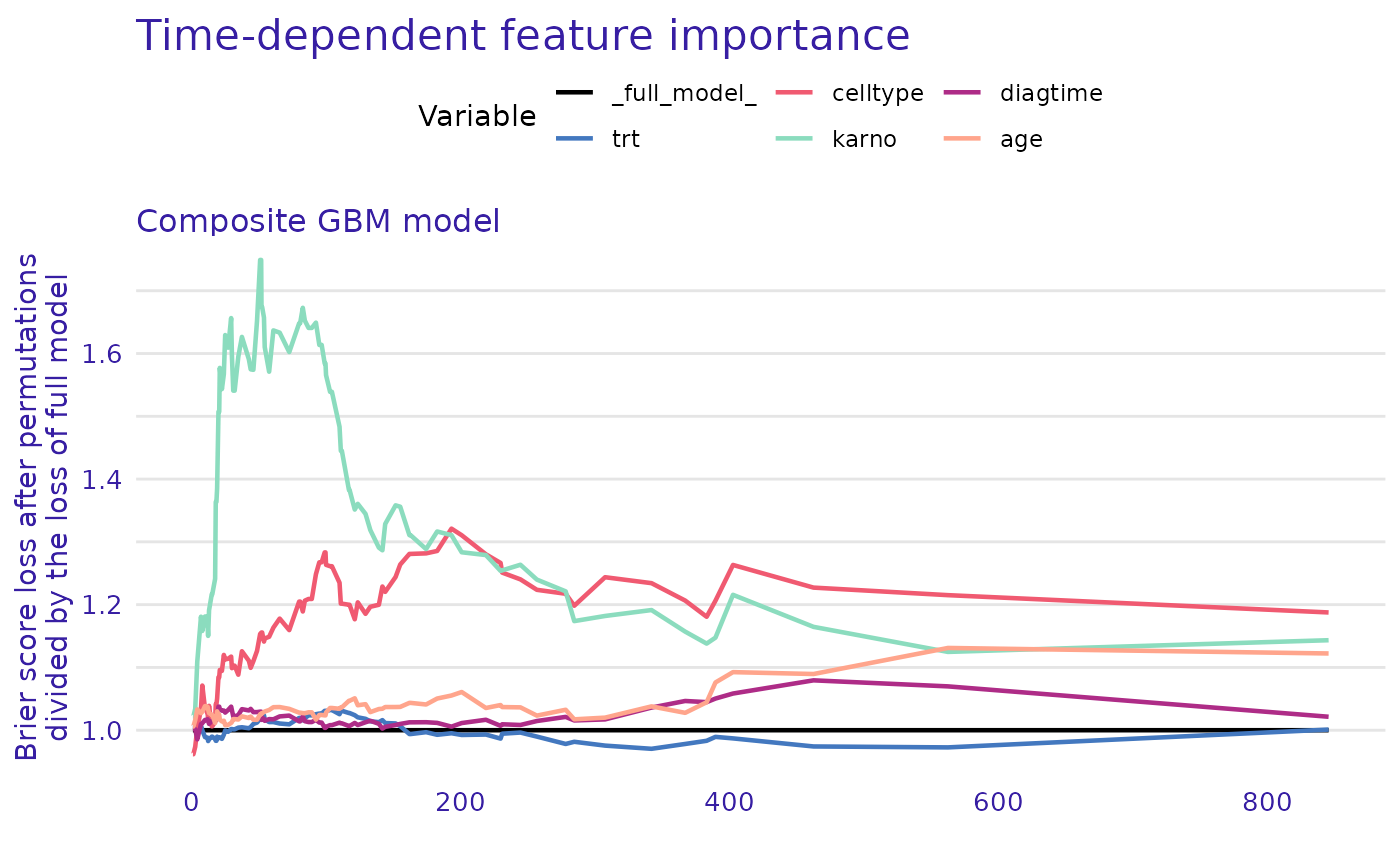 Time-dependent feature importance
Variable
_full_model_
celltype
diagtime
trt
karno
age
Composite GBM model
Brier score loss after permutations
divided by the loss of full model
1.6
1.4
1.2
1.0
0
200
400
600
800